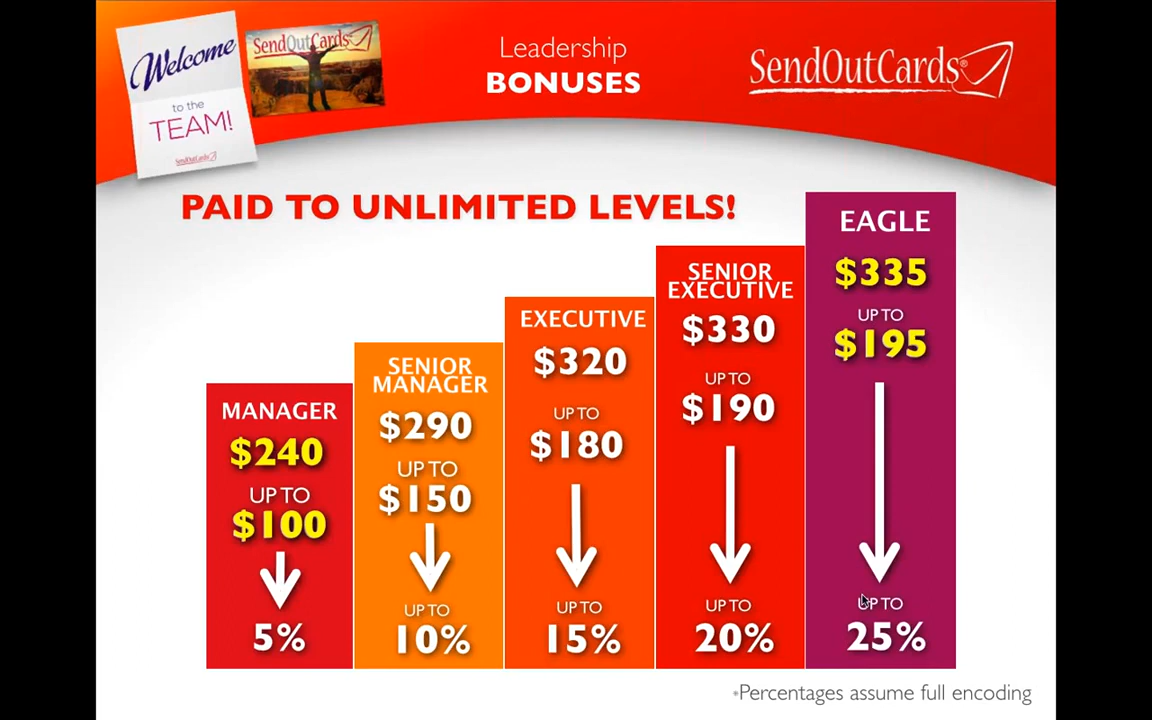 Welcome
to the
TEAM!
SendOutCards
SendOutCards
Leadership
BONUSES
SendOutCards®
PAID TO UNLIMITED LEVELS!
MANAGER
$240
UP TO
$100
5%
SENIOR
MANAGER
$290
UP TO
$150
UP TO
10%
EXECUTIVE
$320
UP TO
$180
UP TO
15%
SENIOR
EXECUTIVE
$330
UP TO
$190
UP TO
20%
EAGLE
$335
UP TO
$195
UP TO
25%
*Percentages assume full encoding